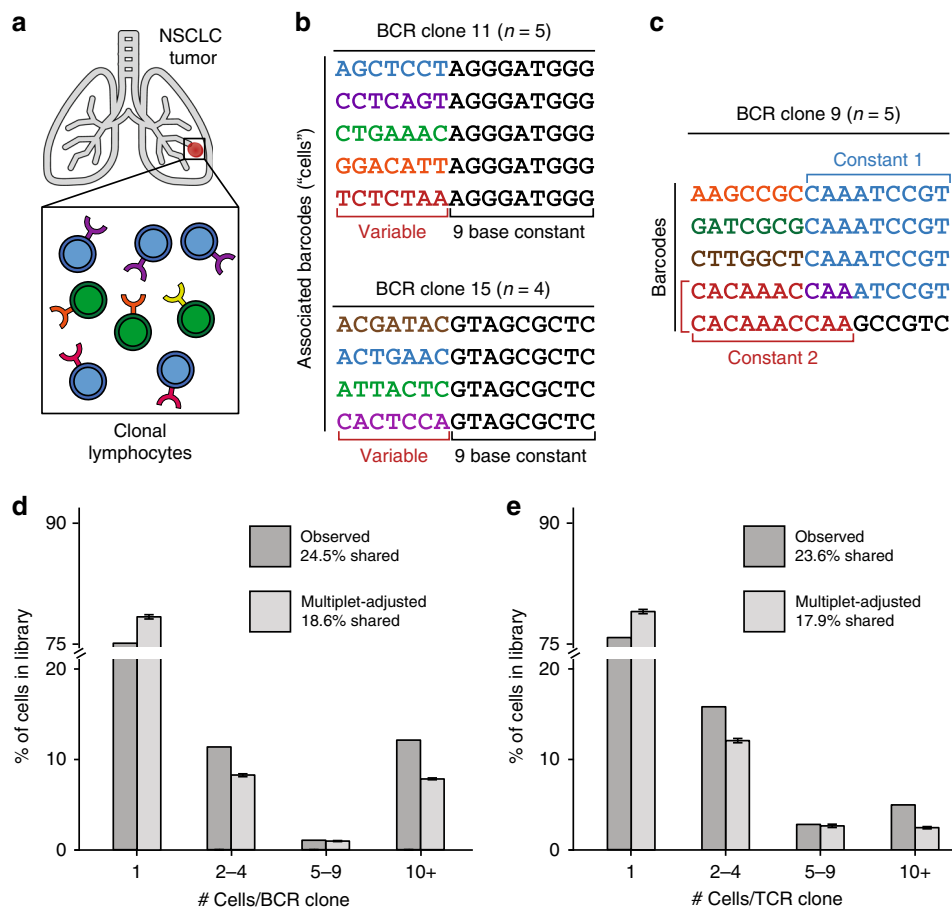 a
NSCLC
tumor
Clonal
lymphocytes
b
BCR clone 11 (n = 5)
Associated barcodes ("cells")
AGCTCCTAGGGATGGG
CCTCAGTAGGGATGGG
CTGAAACAGGGATGGG
GGACATTAGGGATGGG
TCTCTAAAGGGATGGG
Variable 9 base constant
BCR clone 15 (n = 4)
ACGATACGTAGCGCTC
ACTGAACGTAGCGCTC
ATTACTCGTAGCGCTC
CACTCCAGTAGCGCTC
Variable 9 base constant
c
BCR clone 9 (n = 5)
Constant 1
Barcodes
AAGCCGCCAAATCCGT
GATCGCGCAAATCCGT
CTTGGCTCAAATCCGT
CACAAACCAAATCCGT
CACAAACCAAGCCGTC
Constant 2
d
% of cells in library
90
75
20
10
0
Observed
24.5% shared
Multiplet-adjusted
18.6% shared
1 2–4 5–9 10+
# Cells/BCR clone
e
% of cells in library
90
75
20
10
0
Observed
23.6% shared
Multiplet-adjusted
17.9% shared
1 2–4 5–9 10+
# Cells/TCR clone